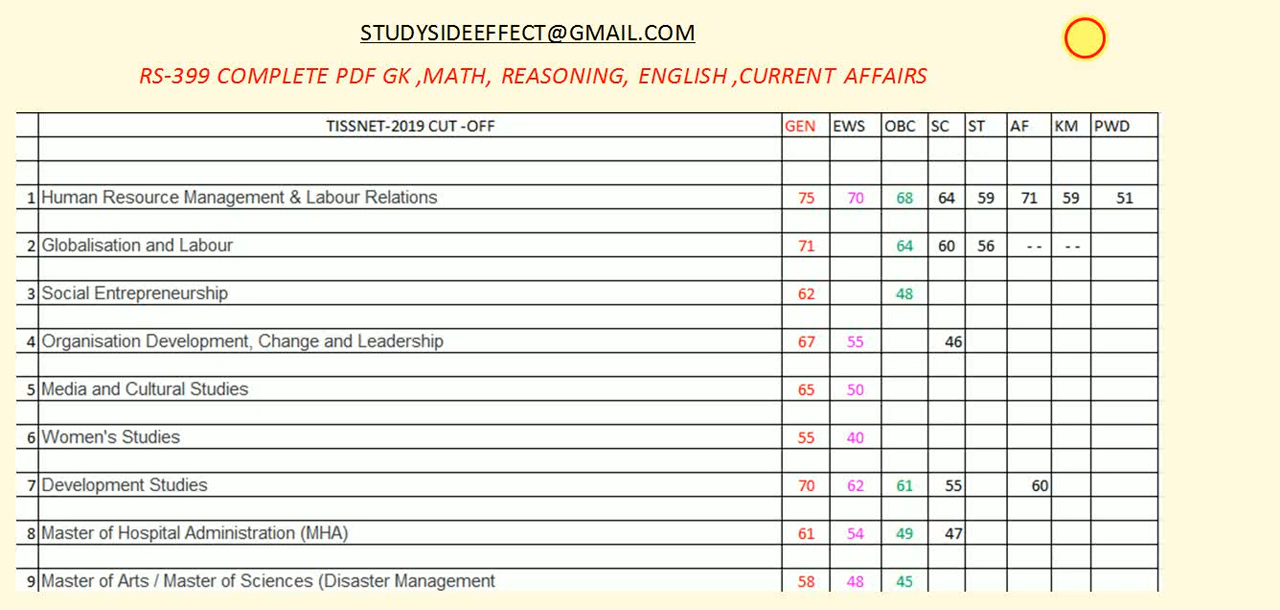 STUDYSIDEEFFECT@GMAIL.COM
RS-399 COMPLETE PDF GK ,MATH, REASONING, ENGLISH ,CURRENT AFFAIRS
TISSNET-2019 CUT -OFF GEN EWS OBC SC ST AF KM PWD
1 Human Resource Management & Labour Relations 75 70 68 64 59 71 59 51
2 Globalisation and Labour 71 64 60 56 - - - -
3 Social Entrepreneurship 62 48
4 Organisation Development, Change and Leadership 67 55 46
5 Media and Cultural Studies 65 50
6 Women's Studies 55 40
7 Development Studies 70 62 61 55 60
8 Master of Hospital Administration (MHA) 61 54 49 47
9 Master of Arts / Master of Sciences (Disaster Management 58 48 45